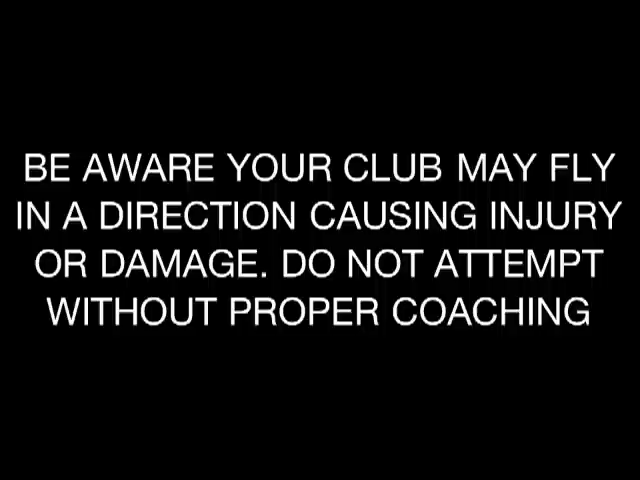 BE AWARE YOUR CLUB MAY FLY
IN A DIRECTION CAUSING INJURY
OR DAMAGE. DO NOT ATTEMPT
WITHOUT PROPER COACHING